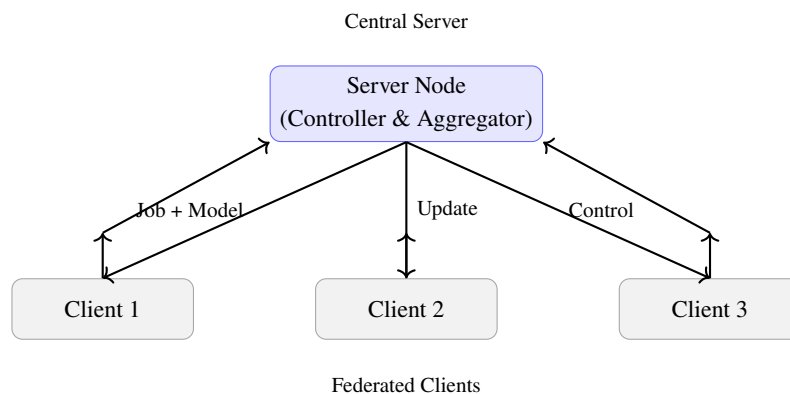 Central Server
Server Node
(Controller & Aggregator)
Job + Model
Update
Control
Client 1
Client 2
Client 3
Federated Clients